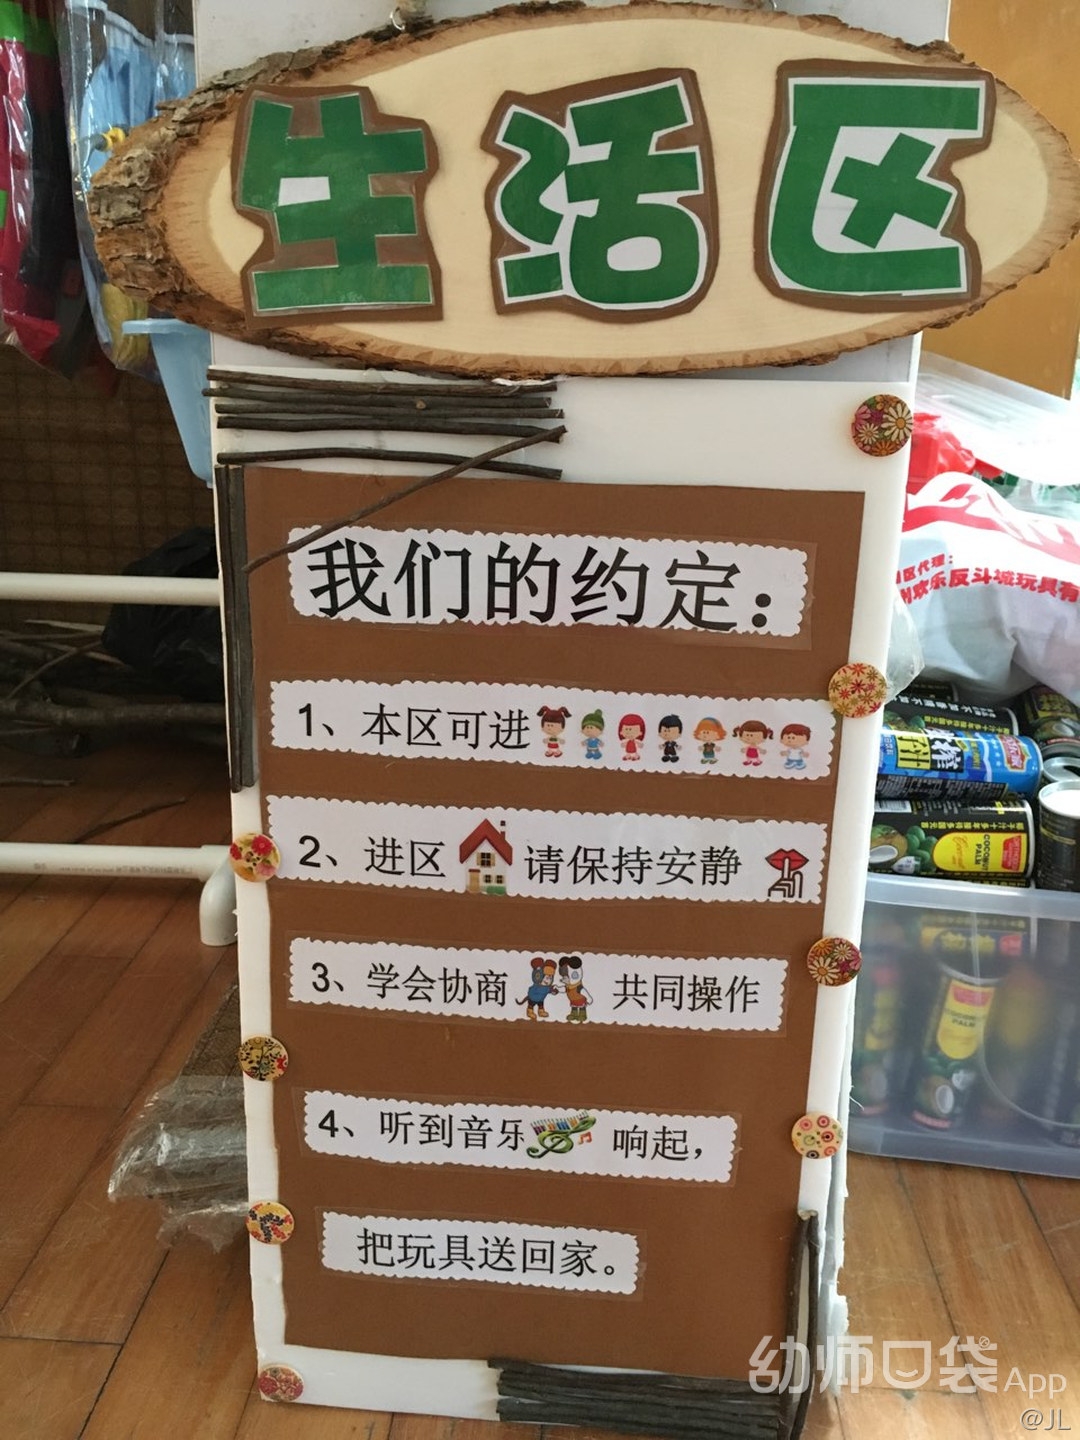 生活区
我们的约定：
1、本区可进
2、进区 请保持安静
3、学会协商 共同操作
4、听到音乐 响起，
把玩具送回家。
区代理：
欢乐反斗城玩具有
COCONUT
PALM
幼师口袋App
@JL